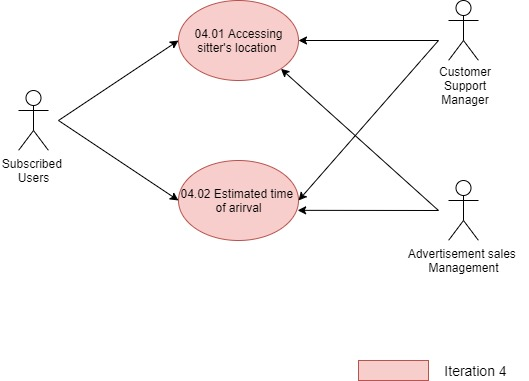 04.01 Accessing
sitter's location
Customer
Support
Manager
Subscribed
Users
04.02 Estimated time
of arirval
Advertisement sales
Management
Iteration 4